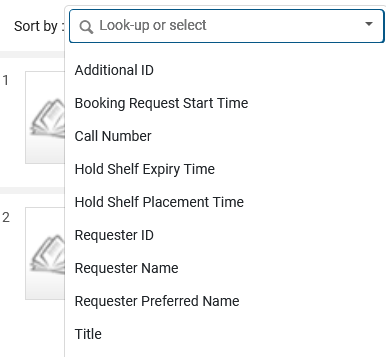 Sort by : Look-up or select
Additional ID
1
Booking Request Start Time
Call Number
Hold Shelf Expiry Time
Hold Shelf Placement Time
2
Requester ID
Requester Name
Requester Preferred Name
Title